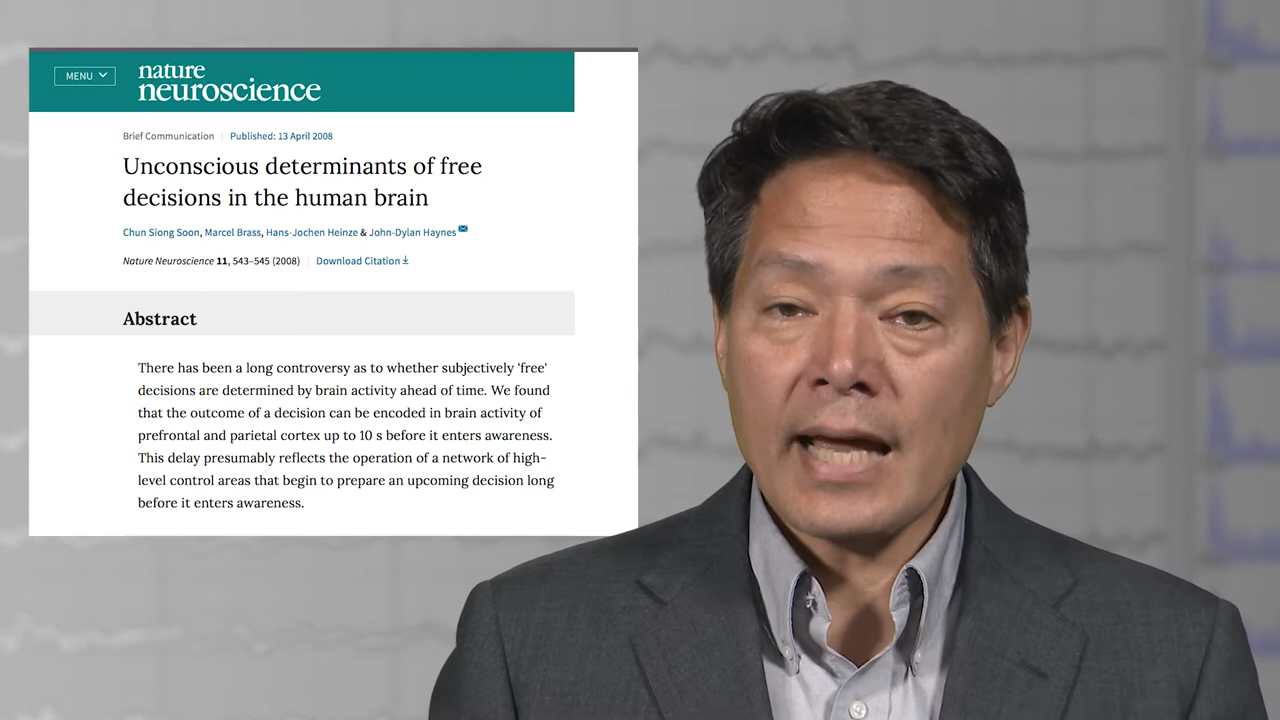 MENU
nature
neuroscience
Brief Communication | Published: 13 April 2008
Unconscious determinants of free
decisions in the human brain
Chun Siong Soon, Marcel Brass, Hans-Jochen Heinze & John-Dylan Haynes
Nature Neuroscience 11, 543–545 (2008) | Download Citation
Abstract
There has been a long controversy as to whether subjectively 'free'
decisions are determined by brain activity ahead of time. We found
that the outcome of a decision can be encoded in brain activity of
prefrontal and parietal cortex up to 10 s before it enters awareness.
This delay presumably reflects the operation of a network of high-
level control areas that begin to prepare an upcoming decision long
before it enters awareness.